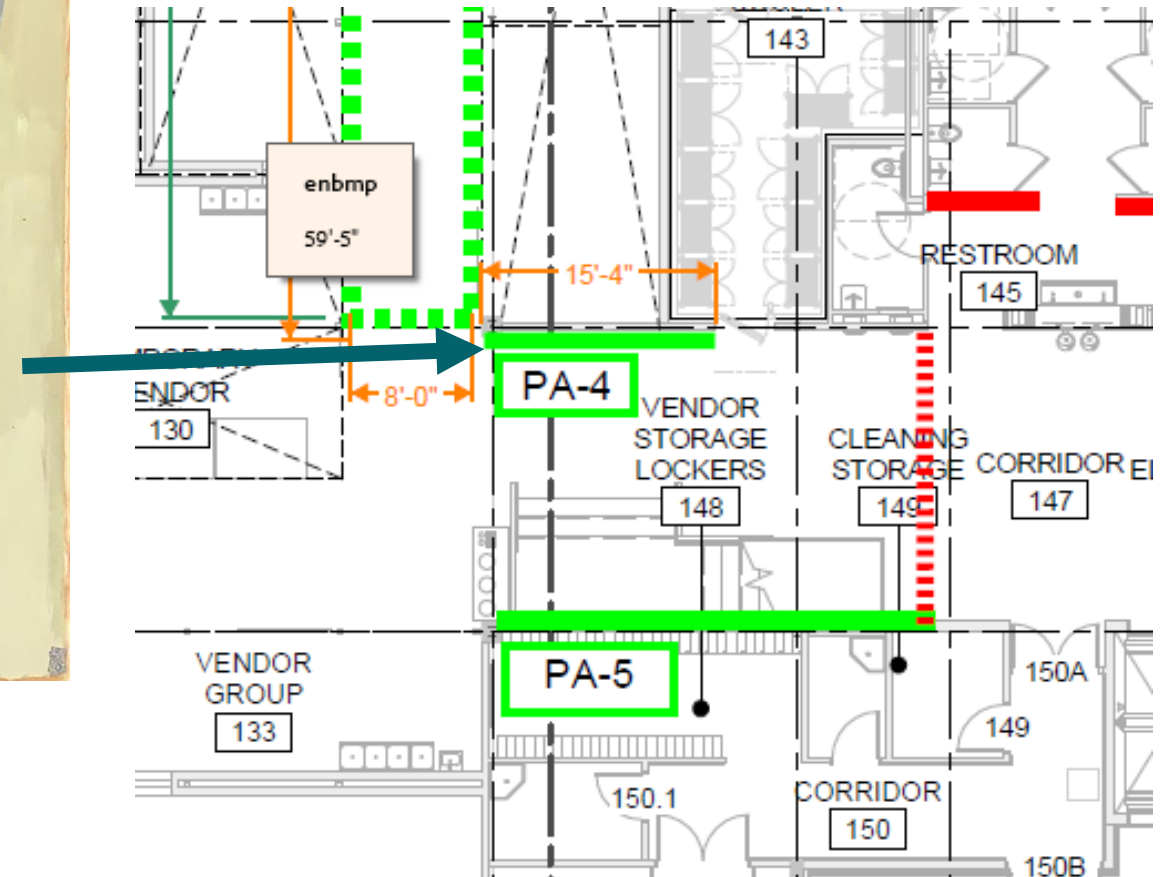 143
enbmp
59'-5"
15'-4"
RESTROOM
145
8'-0"
PA-4
VENDOR
130
VENDOR
STORAGE
LOCKERS
148
CLEANING
STORAGE
149
CORRIDOR
147
PA-5
VENDOR
GROUP
133
150A
149
150.1
CORRIDOR
150
150B